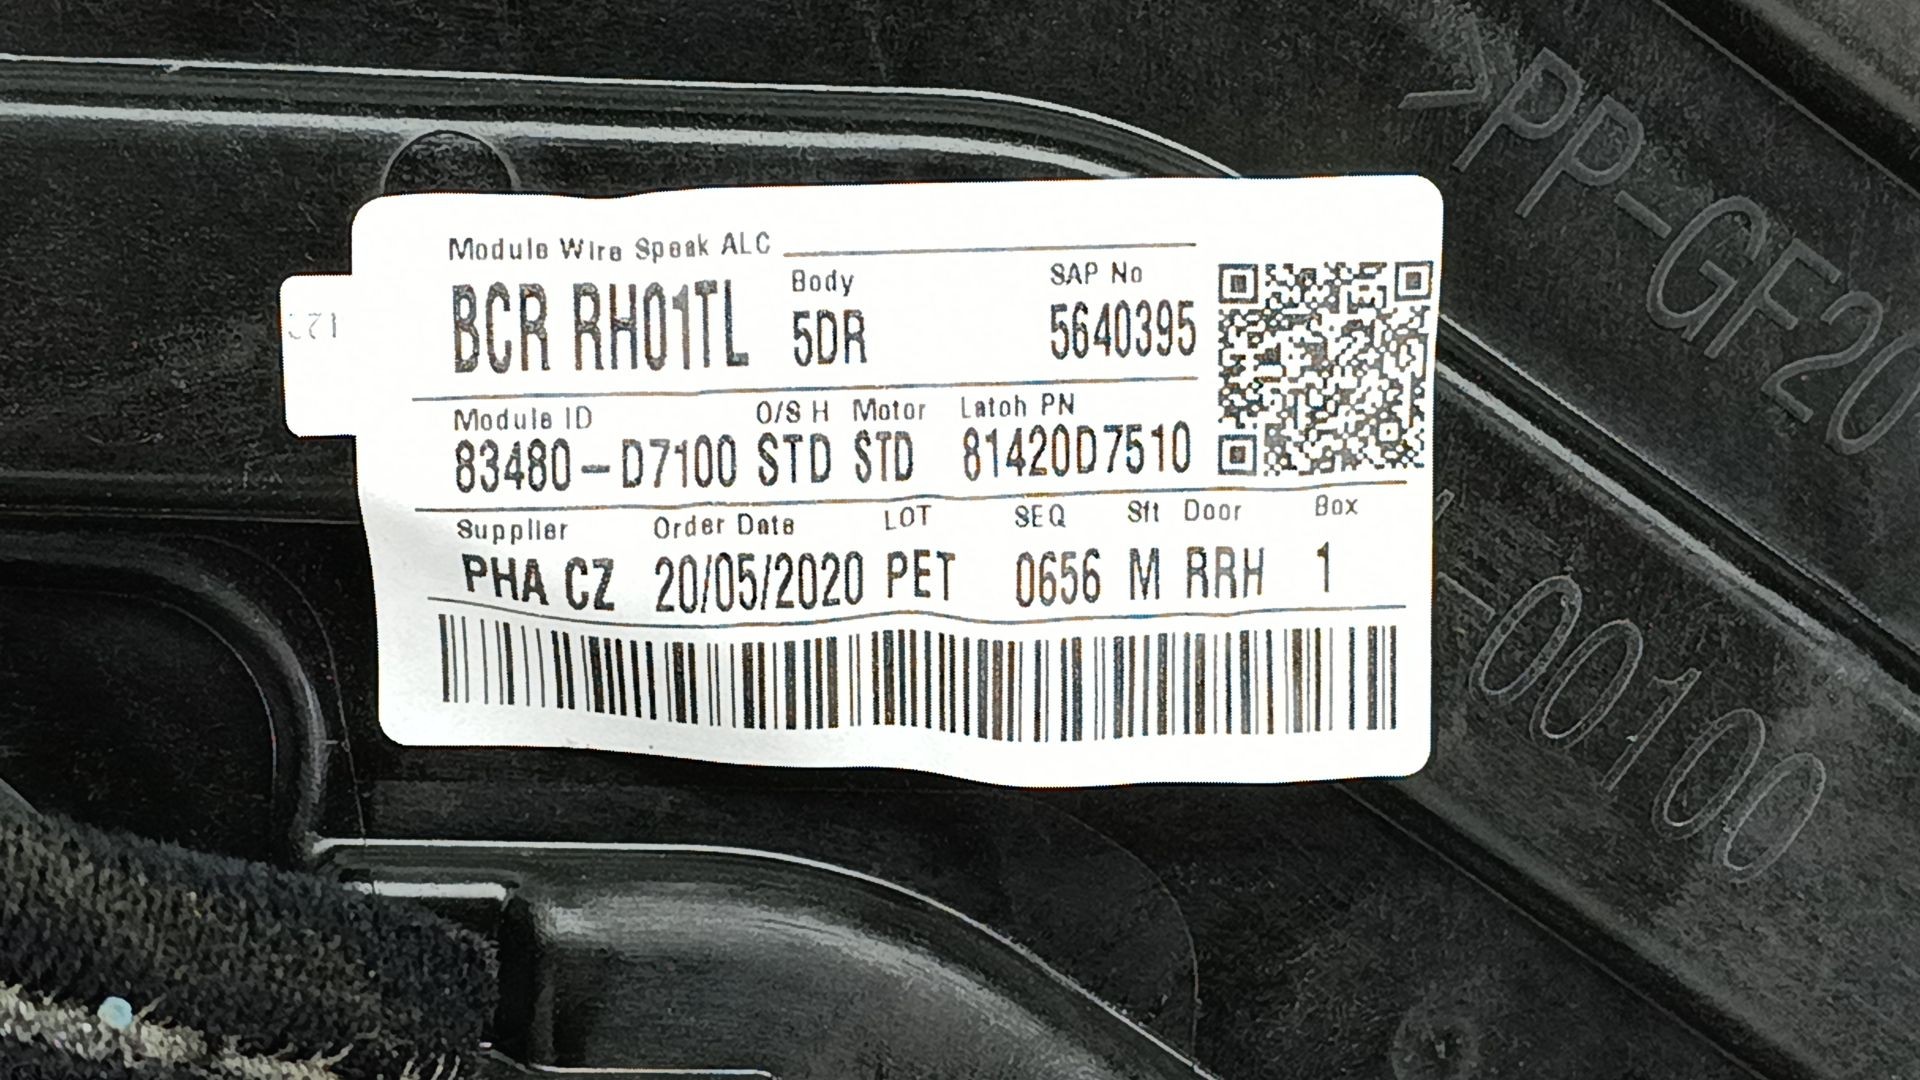 >PP-GF20
Module Wire Speak ALC
BCR RH01TL
Body
5DR
SAP No
5640395
Module ID O/S H Motor Latch PN
83480-D7100 STD STD 81420D7510
Supplier Order Date LOT SEQ Sft Door Box
PHA CZ 20/05/2020 PET 0656 M RRH 1
-00100